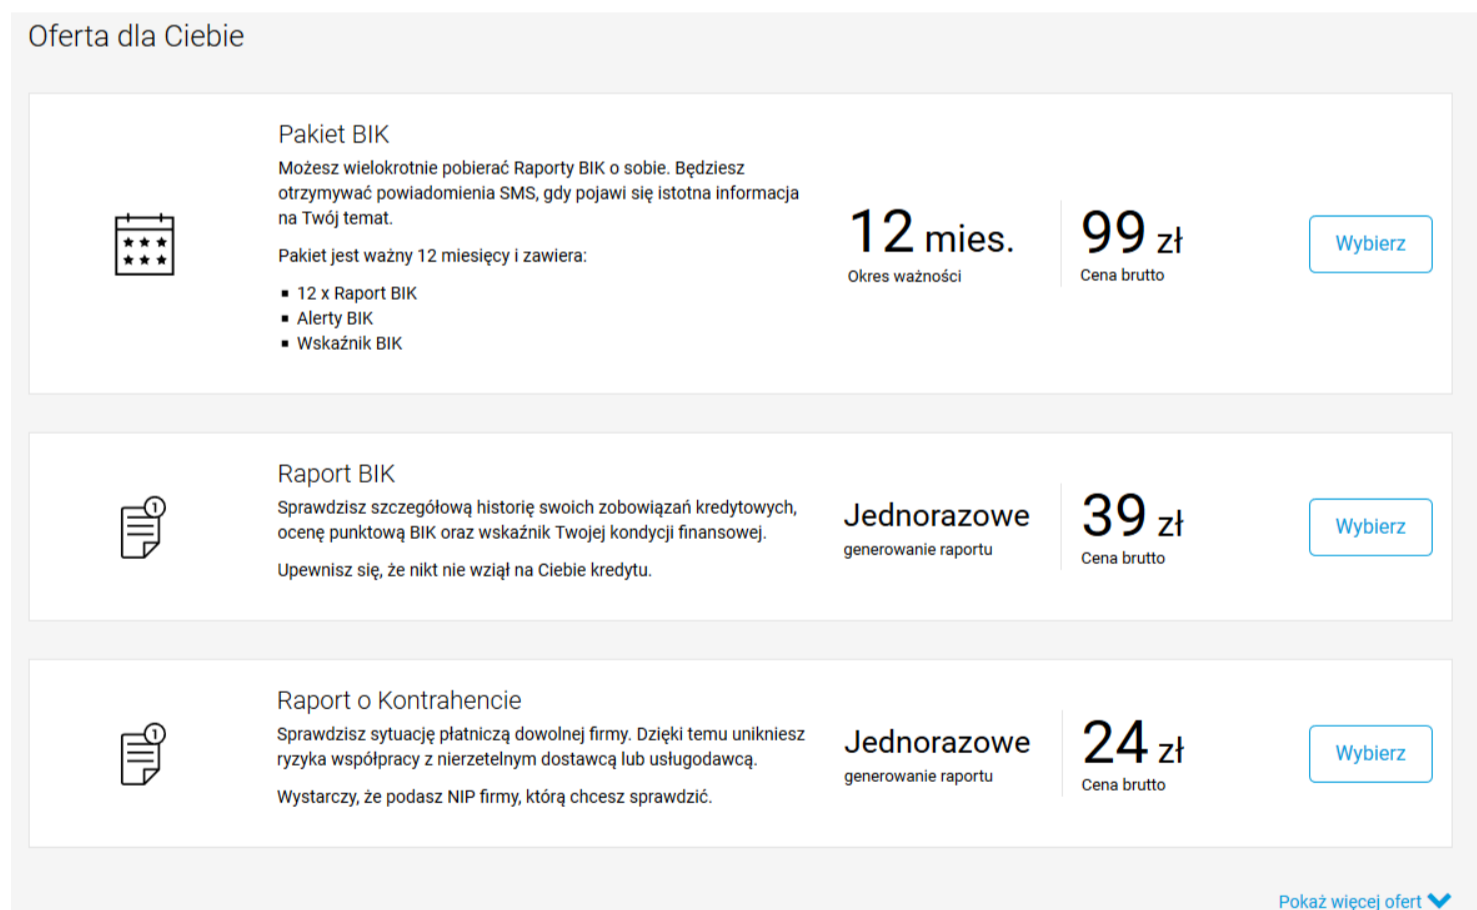 Oferta dla Ciebie
Pakiet BIK
Możesz wielokrotnie pobierać Raporty BIK o sobie. Będziesz
otrzymywać powiadomienia SMS, gdy pojawi się istotna informacja
na Twój temat.
Pakiet jest ważny 12 miesięcy i zawiera:
▪ 12 x Raport BIK
▪ Alerty BIK
▪ Wskaźnik BIK
12 mies.
Okres ważności
99 zł
Cena brutto
Wybierz
Raport BIK
Sprawdzisz szczegółową historię swoich zobowiązań kredytowych,
ocenę punktową BIK oraz wskaźnik Twojej kondycji finansowej.
Upewnisz się, że nikt nie wziął na Ciebie kredytu.
1
Jednorazowe
generowanie raportu
39 zł
Cena brutto
Wybierz
Raport o Kontrahencie
Sprawdzisz sytuację płatniczą dowolnej firmy. Dzięki temu unikniesz
ryzyka współpracy z nierzetelnym dostawcą lub usługodawcą.
Wystarczy, że podasz NIP firmy, którą chcesz sprawdzić.
1
Jednorazowe
generowanie raportu
24 zł
Cena brutto
Wybierz
Pokaż więcej ofert